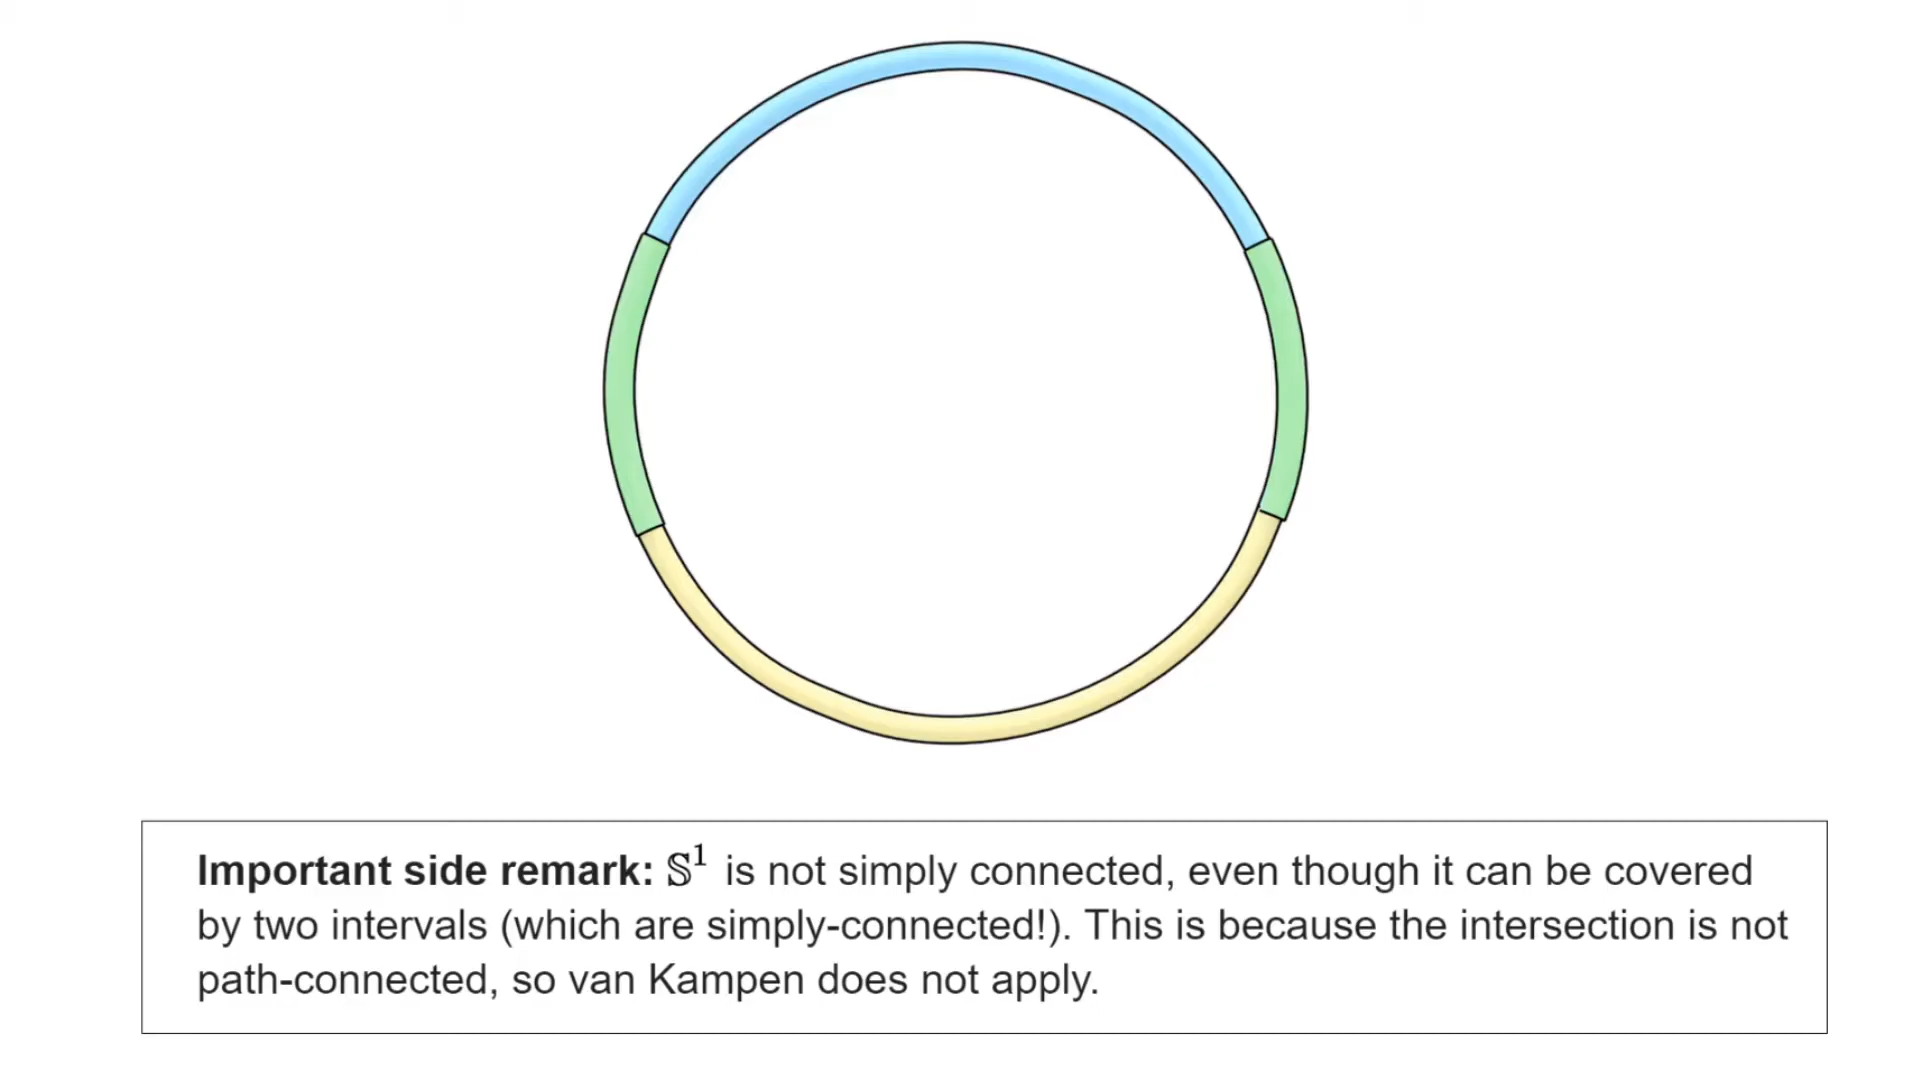 Important side remark: 𝕊¹ is not simply connected, even though it can be covered
by two intervals (which are simply-connected!). This is because the intersection is not
path-connected, so van Kampen does not apply.